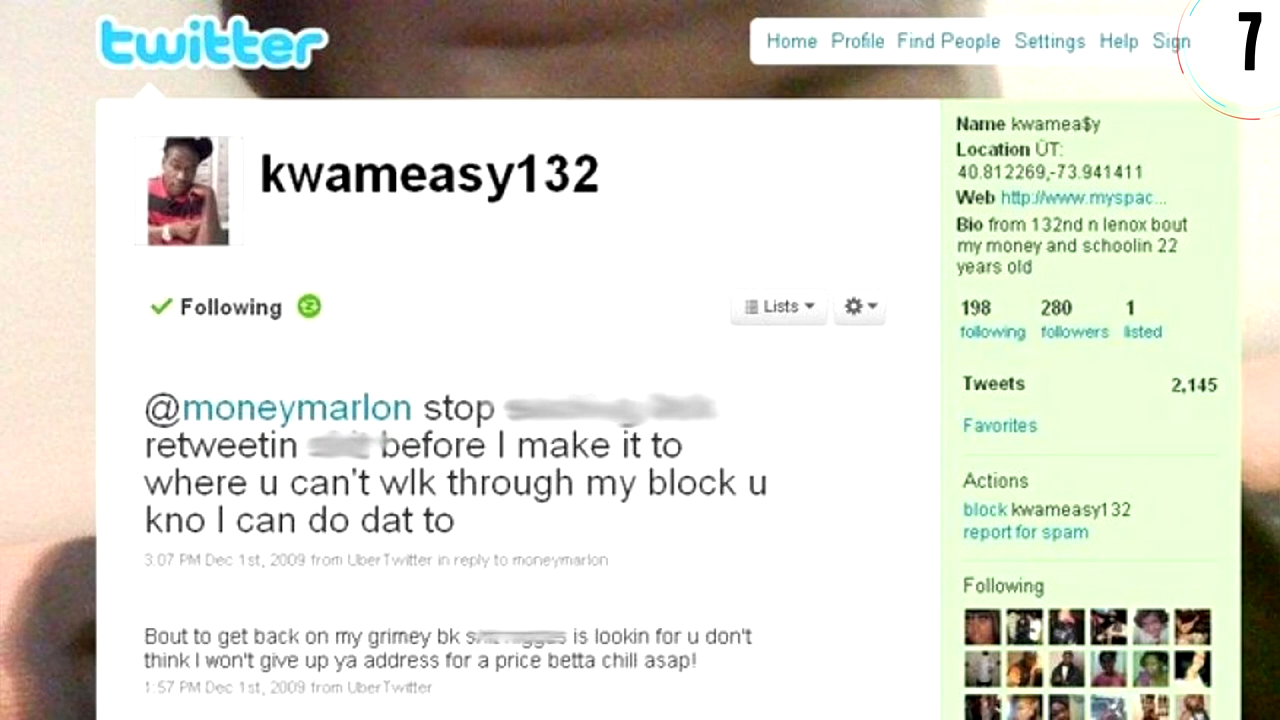 twitter
Home Profile Find People Settings Help Sign
7
kwameasy132
Following
Lists
@moneymarlon stop
retweetin before I make it to
where u can't wlk through my block u
kno I can do dat to
3:07 PM Dec 1st, 2009 from UberTwitter in reply to moneymarlon
Bout to get back on my grimey bk is lookin for u don't
think I won't give up ya address for a price betta chill asap!
1:57 PM Dec 1st, 2009 from UberTwitter
Name kwamea$y
Location ÜT:
40.812269,-73.941411
Web http://www.myspac...
Bio from 132nd n lenox bout
my money and schoolin 22
years old
198 280 1
following followers listed
Tweets 2,145
Favorites
Actions
block kwameasy132
report for spam
Following